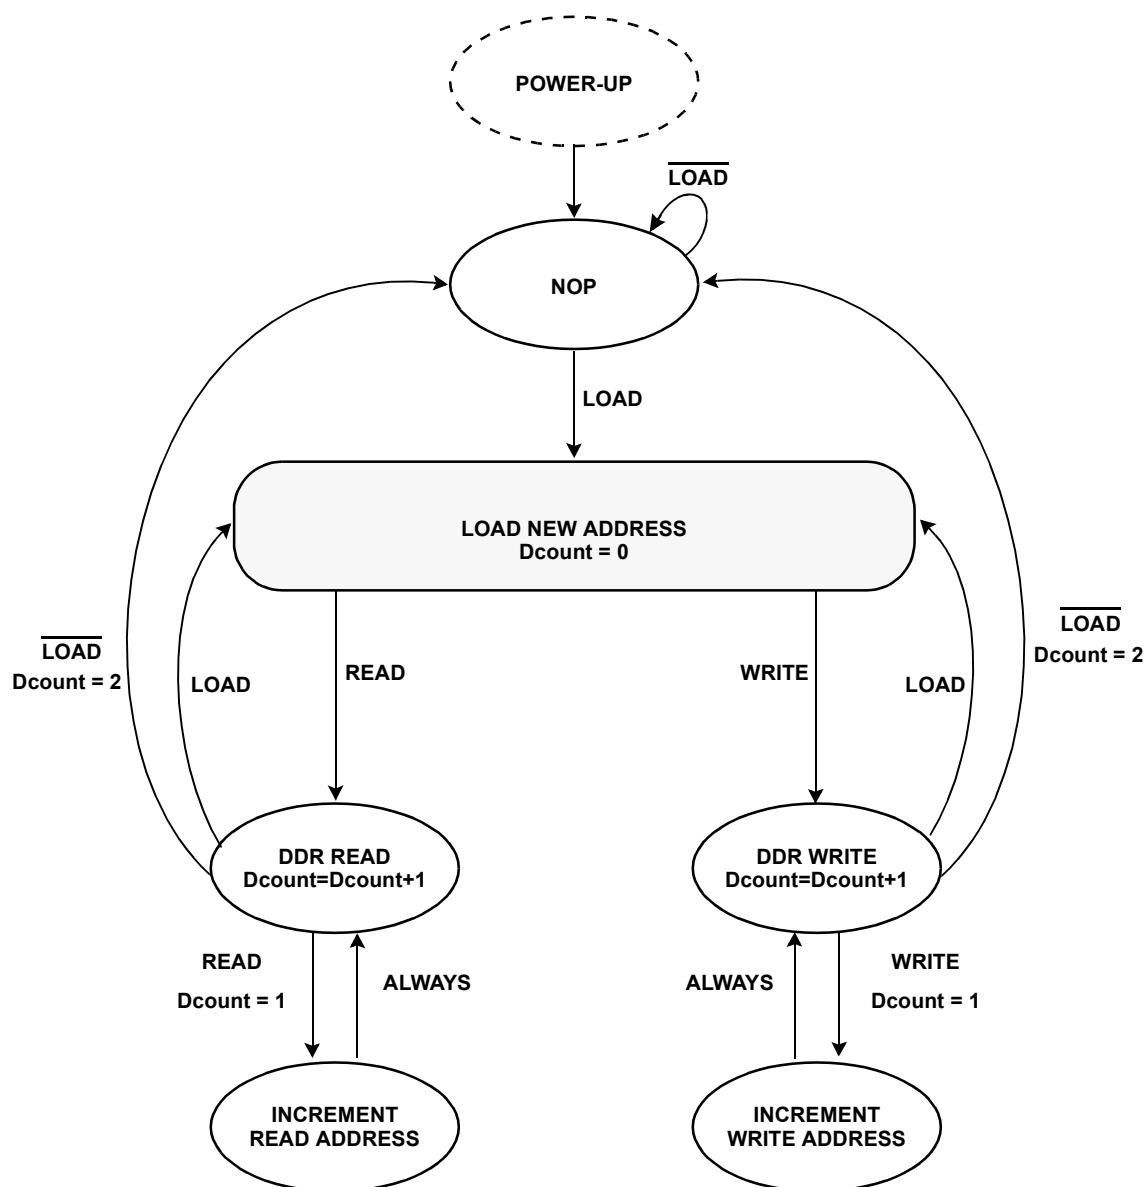 POWER-UP
LOAD
NOP
LOAD
LOAD NEW ADDRESS
Dcount = 0
LOAD
Dcount = 2
LOAD
READ
WRITE
LOAD
LOAD
Dcount = 2
DDR READ
Dcount=Dcount+1
DDR WRITE
Dcount=Dcount+1
READ
Dcount = 1
ALWAYS
ALWAYS
WRITE
Dcount = 1
INCREMENT
READ ADDRESS
INCREMENT
WRITE ADDRESS